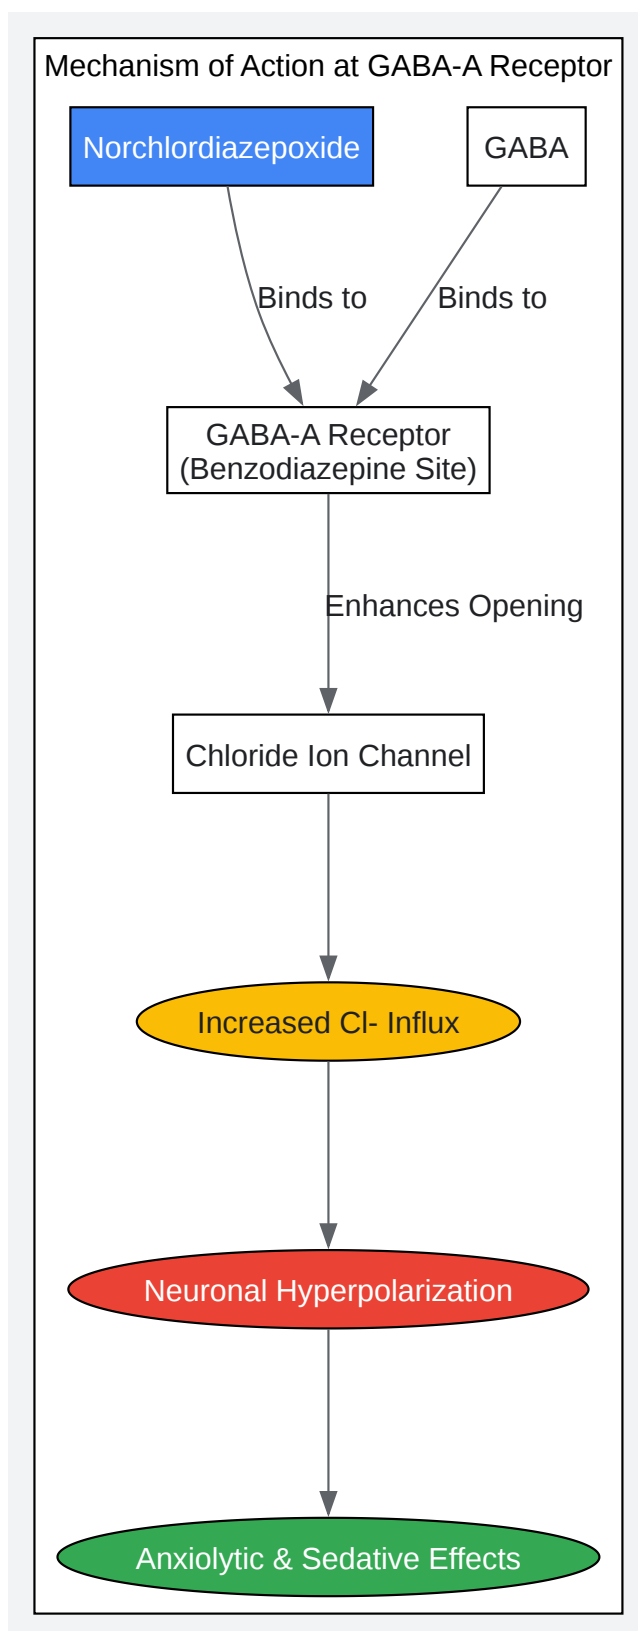 Mechanism of Action at GABA-A Receptor
Norchlordiazepoxide
GABA
Binds to
Binds to
GABA-A Receptor
(Benzodiazepine Site)
Enhances Opening
Chloride Ion Channel
Increased Cl- Influx
Neuronal Hyperpolarization
Anxiolytic & Sedative Effects